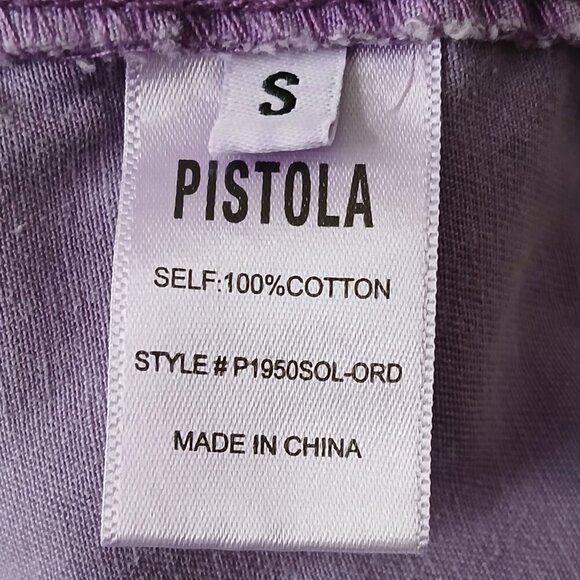 S
PISTOLA
SELF:100%COTTON
STYLE # P1950SOL-ORD
MADE IN CHINA